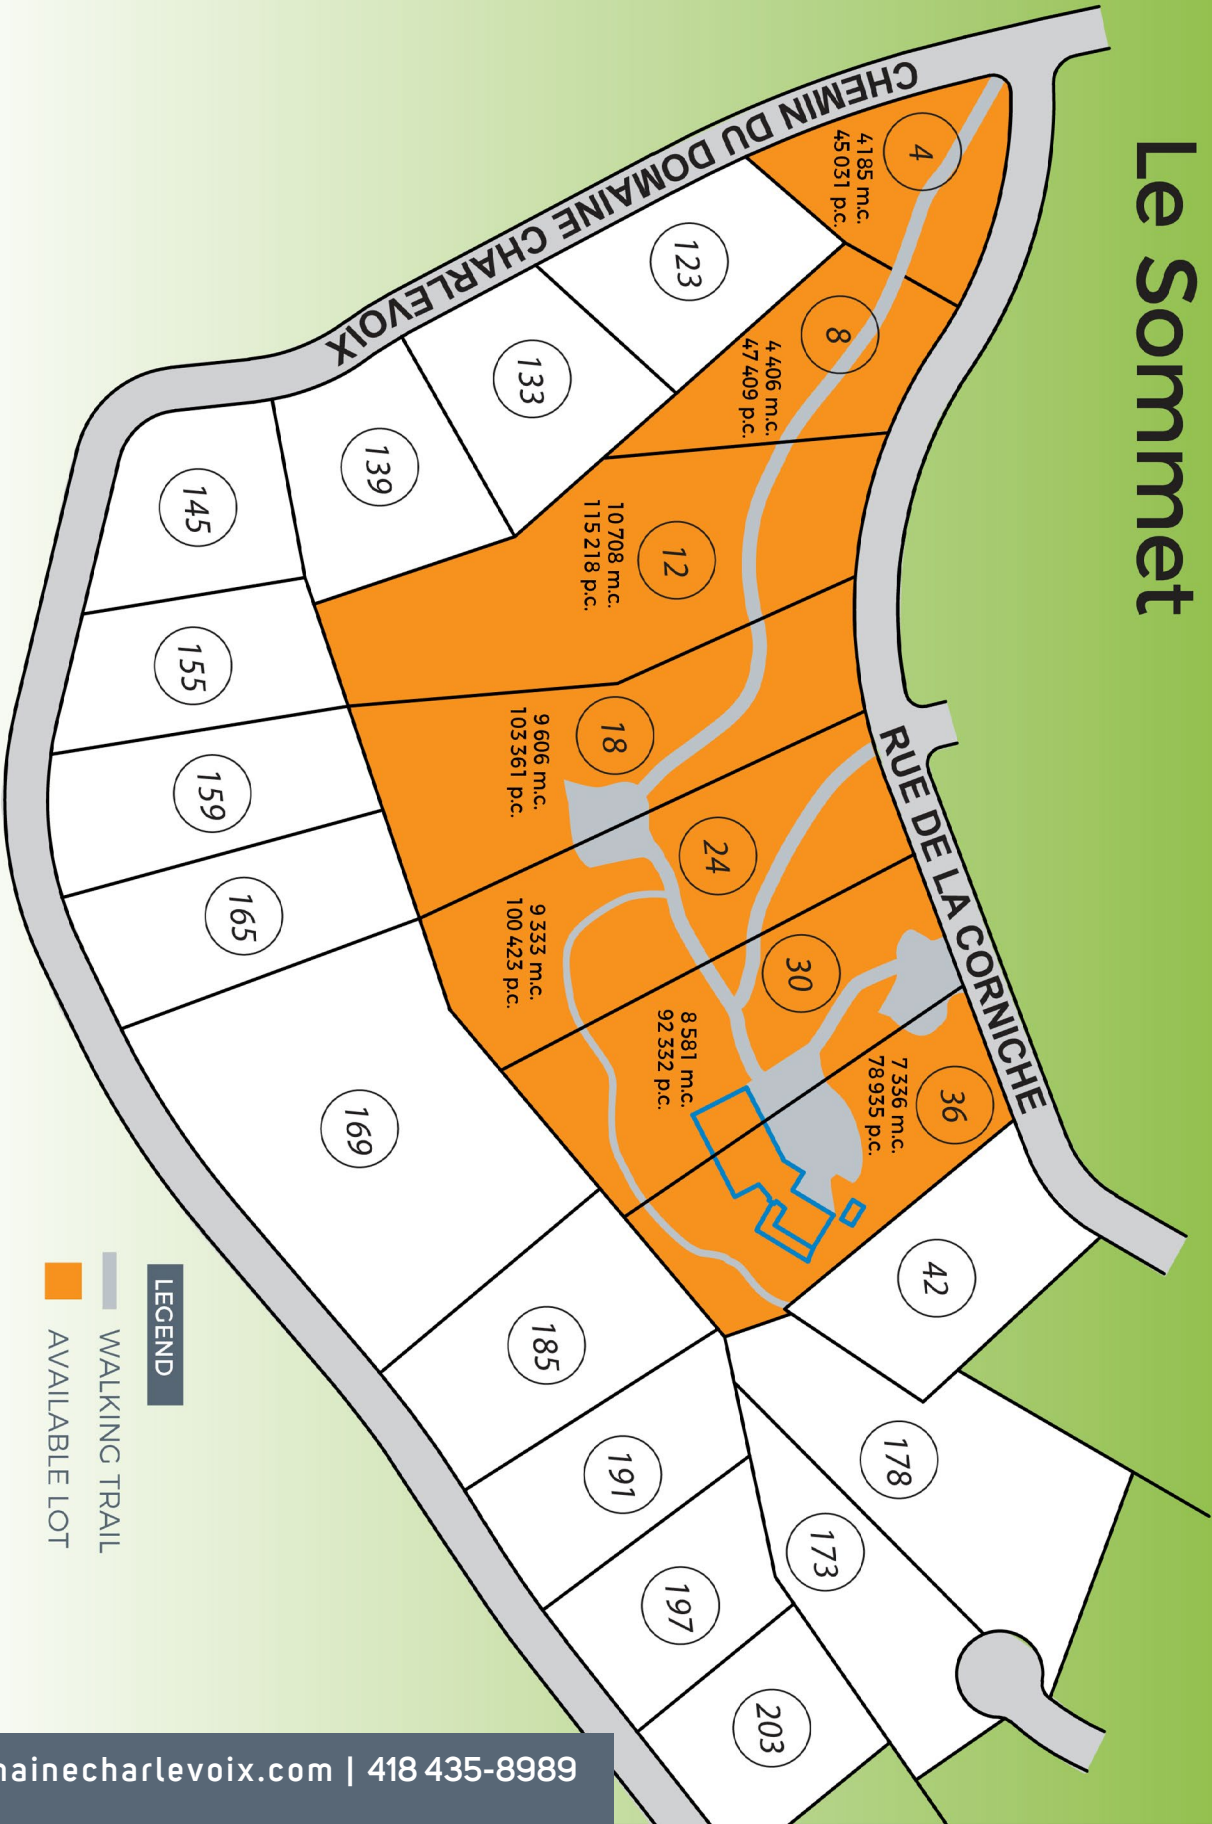 Le Sommet
CHEMIN DU DOMAINE CHARLEVOIX
RUE DE LA CORNICHE
4
4 185 m.c.
45 031 p.c.
8
4 406 m.c.
47 409 p.c.
12
10 708 m.c.
115 218 p.c.
18
9 606 m.c.
103 361 p.c.
24
9 333 m.c.
100 423 p.c.
30
8 581 m.c.
92 332 p.c.
36
7 336 m.c.
78 935 p.c.
42
123
133
139
145
155
159
165
169
185
191
197
203
173
178
LEGEND
WALKING TRAIL
AVAILABLE LOT
mainecharlevoix.com | 418 435-8989